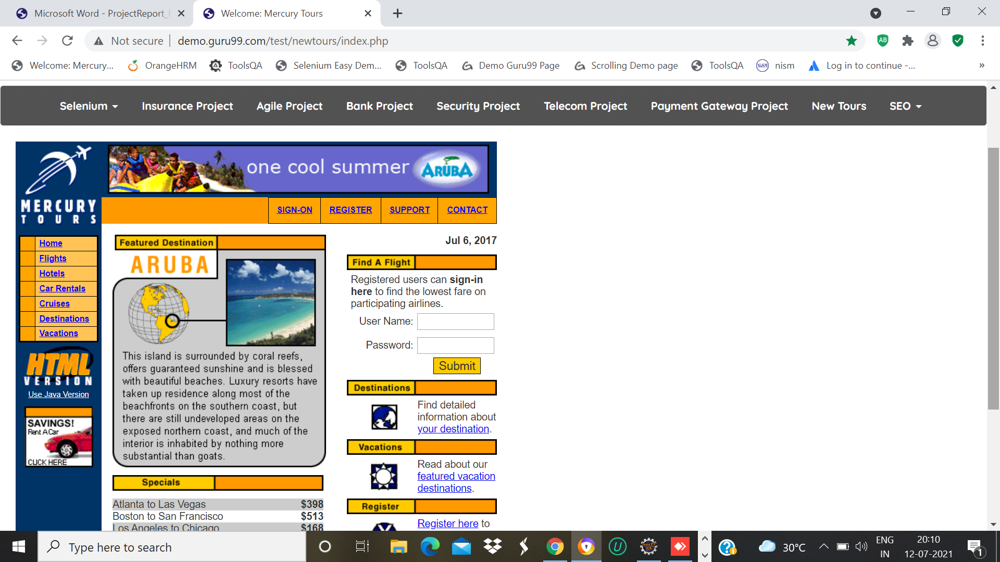 Microsoft Word - ProjectReport_
Welcome: Mercury Tours
Not secure
demo.guru99.com/test/newtours/index.php
AB
Welcome: Mercury...
OrangeHRM
ToolsQA
Selenium Easy Dem...
ToolsQA
Demo Guru99 Page
Scrolling Demo page
ToolsQA
NISM
nism
Log in to continue -...
»
Selenium
Insurance Project
Agile Project
Bank Project
Security Project
Telecom Project
Payment Gateway Project
New Tours
SEO
one cool summer
ARUBA
MERCURY
TOURS
SIGN-ON
REGISTER
SUPPORT
CONTACT
Home
Flights
Hotels
Car Rentals
Cruises
Destinations
Vacations
HTML
VERSION
Use Java Version
SAVINGS!
Rent A Car
CLICK HERE
Featured Destination
ARUBA
This island is surrounded by coral reefs,
offers guaranteed sunshine and is blessed
with beautiful beaches. Luxury resorts have
taken up residence along most of the
beachfronts on the southern coast, but
there are still undeveloped areas on the
exposed northern coast, and much of the
interior is inhabited by nothing more
substantial than goats.
Specials
Atlanta to Las Vegas $398
Boston to San Francisco $513
Los Angeles to Chicago $168
Jul 6, 2017
Find A Flight
Registered users can sign-in
here to find the lowest fare on
participating airlines.
User Name:
Password:
Submit
Destinations
Find detailed
information about
your destination.
Vacations
Read about our
featured vacation
destinations.
Register
Register here to
Type here to search
U
Java EE
IDE
30°C
ENG
IN
20:10
12-07-2021
1